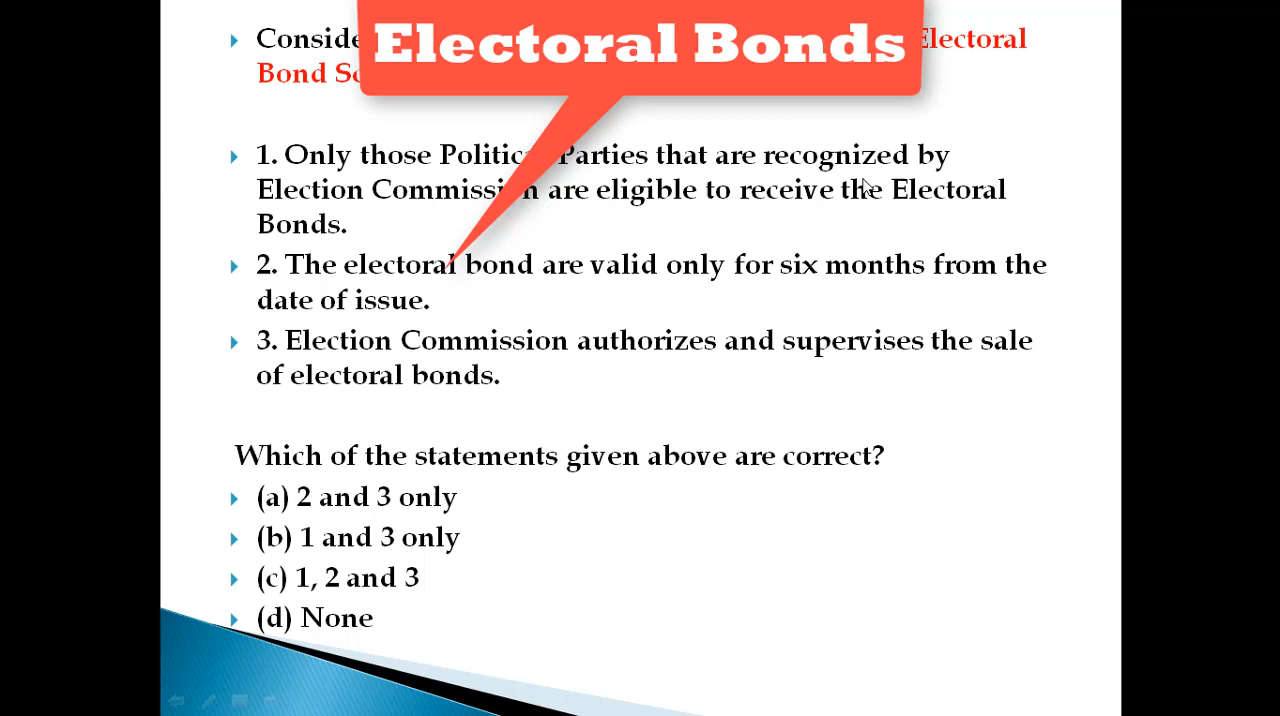 Electoral Bonds
Conside Electoral
Bond Sc
1. Only those Political Parties that are recognized by
Election Commission are eligible to receive the Electoral
Bonds.
2. The electoral bond are valid only for six months from the
date of issue.
3. Election Commission authorizes and supervises the sale
of electoral bonds.
Which of the statements given above are correct?
(a) 2 and 3 only
(b) 1 and 3 only
(c) 1, 2 and 3
(d) None